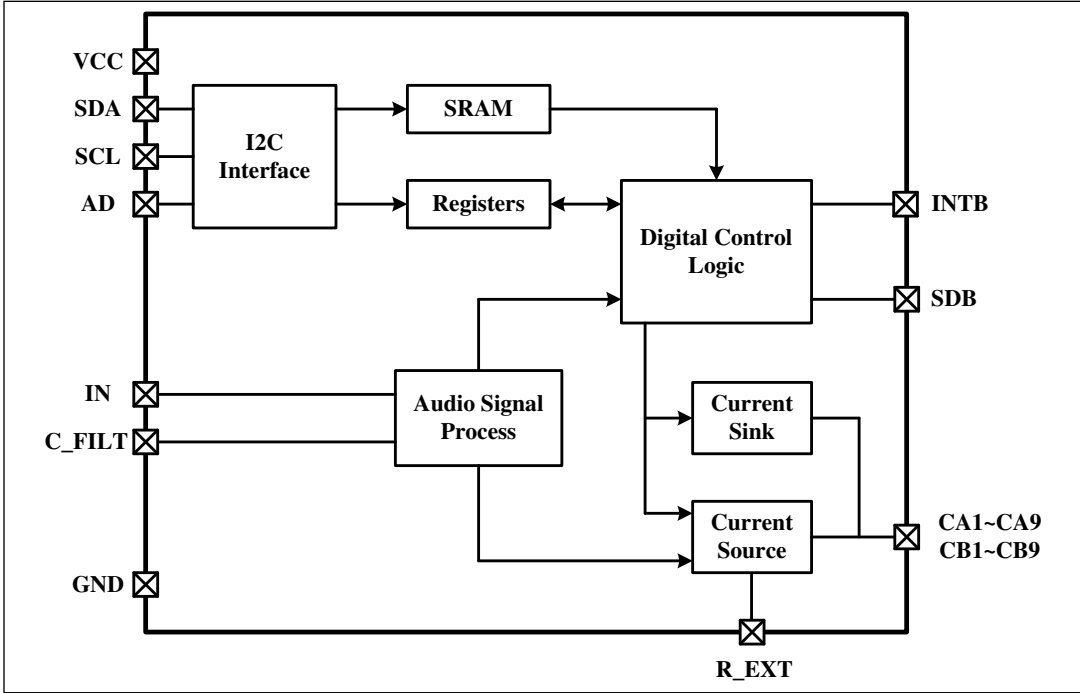 VCC
SDA
SCL
AD
I2C
Interface
SRAM
Registers
Digital Control
Logic
INTB
SDB
IN
C_FILT
Audio Signal
Process
Current
Sink
Current
Source
CA1~CA9
CB1~CB9
GND
R_EXT